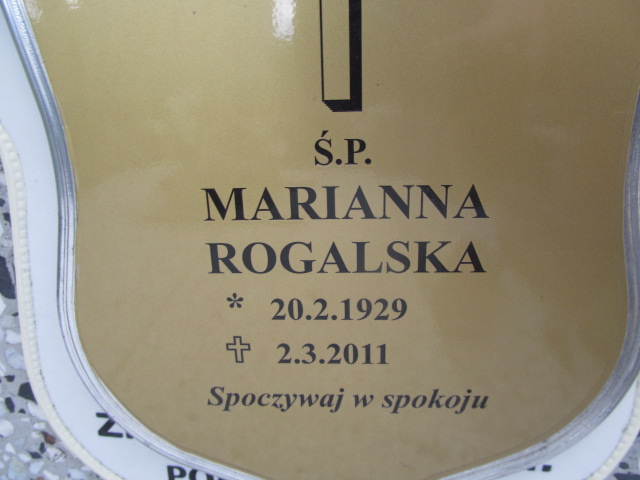 Ś.P.
MARIANNA
ROGALSKA
* 20.2.1929
✝ 2.3.2011
Spoczywaj w spokoju